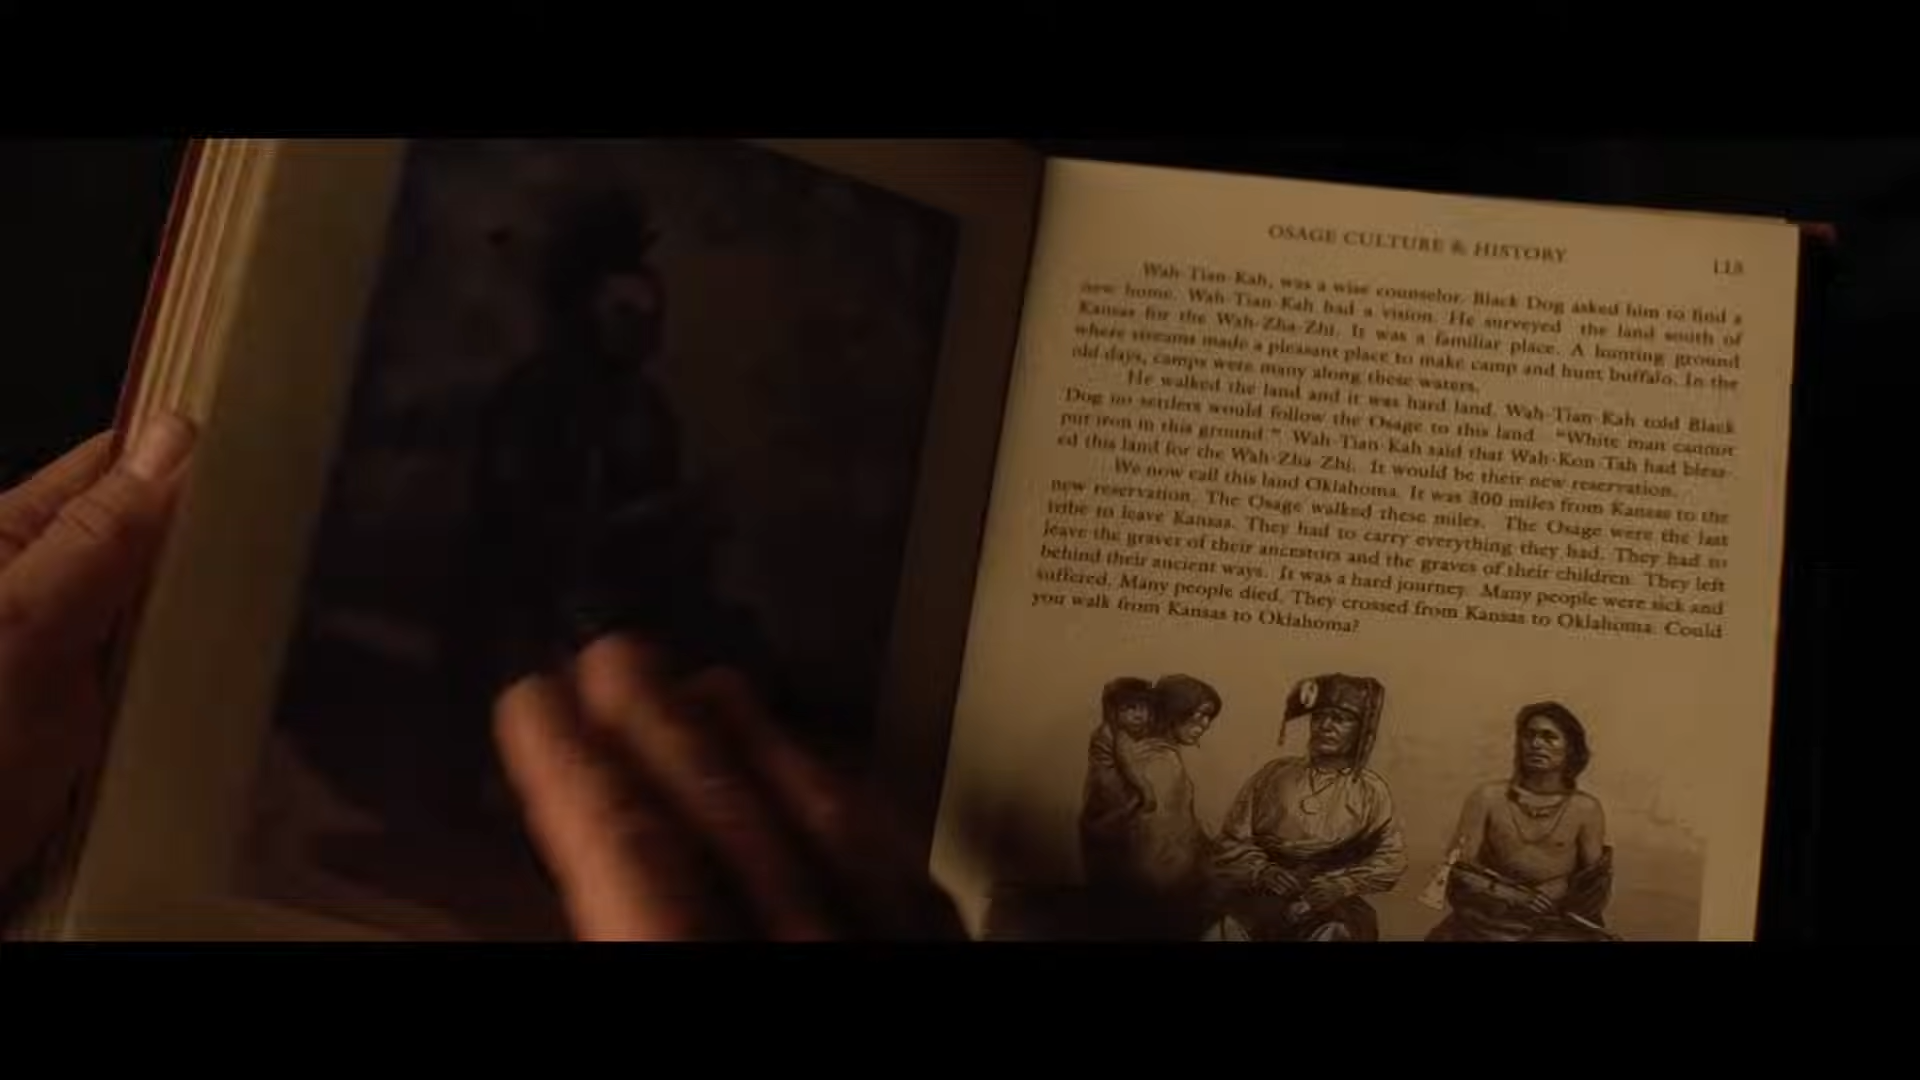 OSAGE CULTURE & HISTORY
113
Wah-Tian-Kah, was a wise counselor. Black Dog asked him to find a
new home. Wah-Tian-Kah had a vision. He surveyed the land south of
Kansas for the Wah-Zha-Zhi. It was a familiar place. A hunting ground
where streams made a pleasant place to make camp and hunt buffalo. In the
old days, camps were many along these waters.
He walked the land and it was hard land. Wah-Tian-Kah told Black
Dog no settlers would follow the Osage to this land. "White man cannot
put iron in this ground." Wah-Tian-Kah said that Wah-Kon-Tah had bless-
ed this land for the Wah-Zha-Zhi. It would be their new reservation.
We now call this land Oklahoma. It was 300 miles from Kansas to the
new reservation. The Osage walked these miles. The Osage were the last
tribe to leave Kansas. They had to carry everything they had. They had to
leave the graves of their ancestors and the graves of their children. They left
behind their ancient ways. It was a hard journey. Many people were sick and
suffered. Many people died. They crossed from Kansas to Oklahoma. Could
you walk from Kansas to Oklahoma?